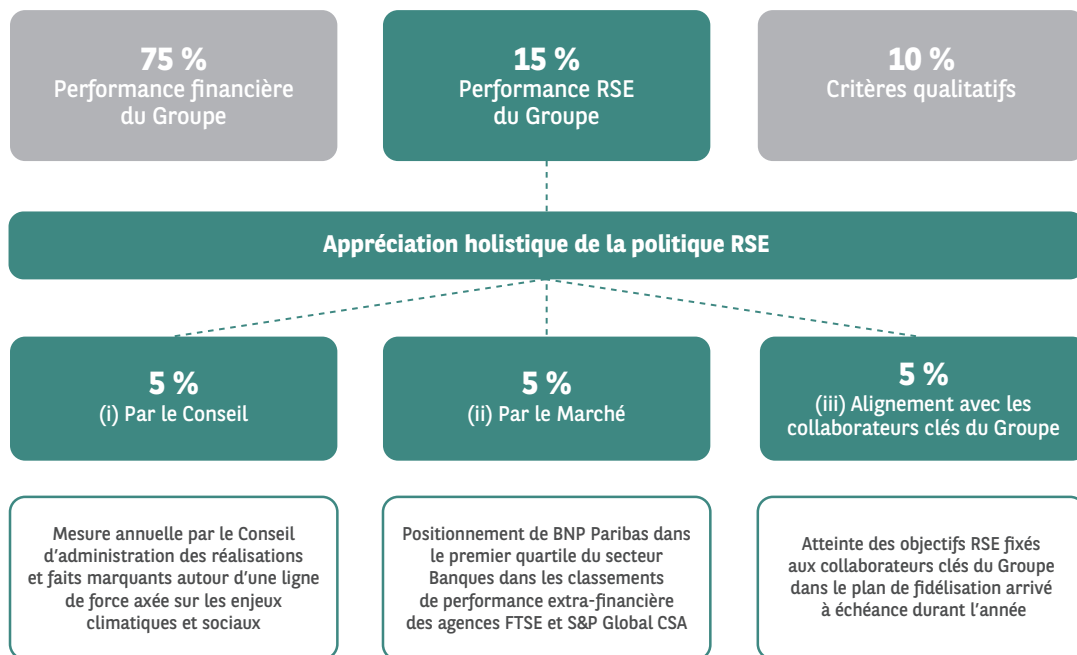 75 %
Performance financière
du Groupe
15 %
Performance RSE
du Groupe
10 %
Critères qualitatifs
Appréciation holistique de la politique RSE
5 %
(i) Par le Conseil
5 %
(ii) Par le Marché
5 %
(iii) Alignement avec les
collaborateurs clés du Groupe
Mesure annuelle par le Conseil
d’administration des réalisations
et faits marquants autour d’une ligne
de force axée sur les enjeux
climatiques et sociaux
Positionnement de BNP Paribas dans
le premier quartile du secteur
Banques dans les classements
de performance extra-financière
des agences FTSE et S&P Global CSA
Atteinte des objectifs RSE fixés
aux collaborateurs clés du Groupe
dans le plan de fidélisation arrivé
à échéance durant l’année